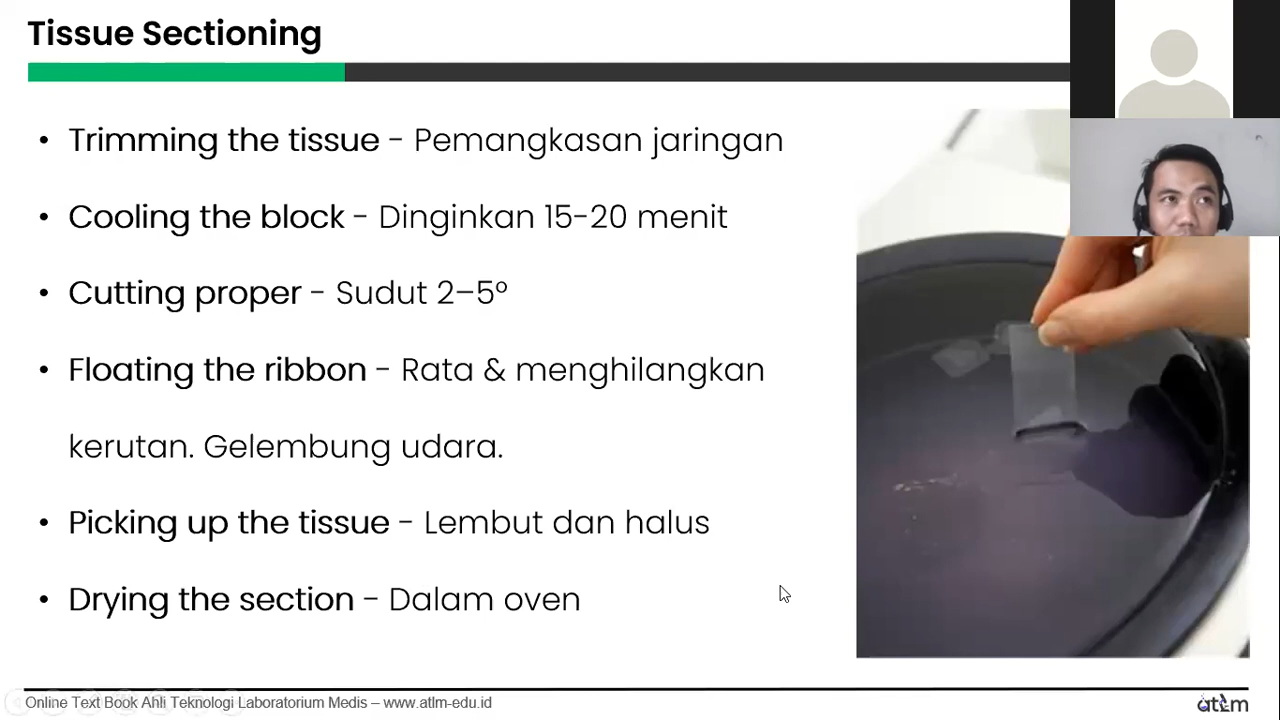 Tissue Sectioning
• Trimming the tissue - Pemangkasan jaringan
• Cooling the block - Dinginkan 15-20 menit
• Cutting proper - Sudut 2–5º
• Floating the ribbon - Rata & menghilangkan
kerutan. Gelembung udara.
• Picking up the tissue - Lembut dan halus
• Drying the section - Dalam oven
Online Text Book Ahli Teknologi Laboratorium Medis – www.atlm-edu.id
atlm